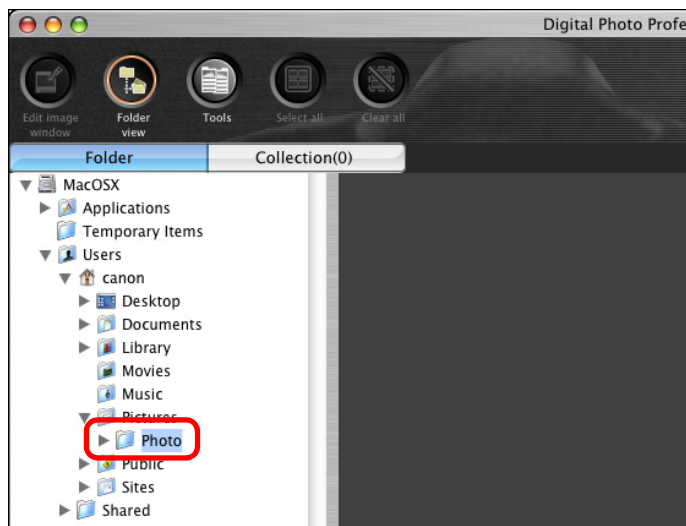 Digital Photo Profe
Edit image window
Folder view
Tools
Select all
Clear all
Folder
Collection(0)
MacOSX
Applications
Temporary Items
Users
canon
Desktop
Documents
Library
Movies
Music
Pictures
Photo
Public
Sites
Shared